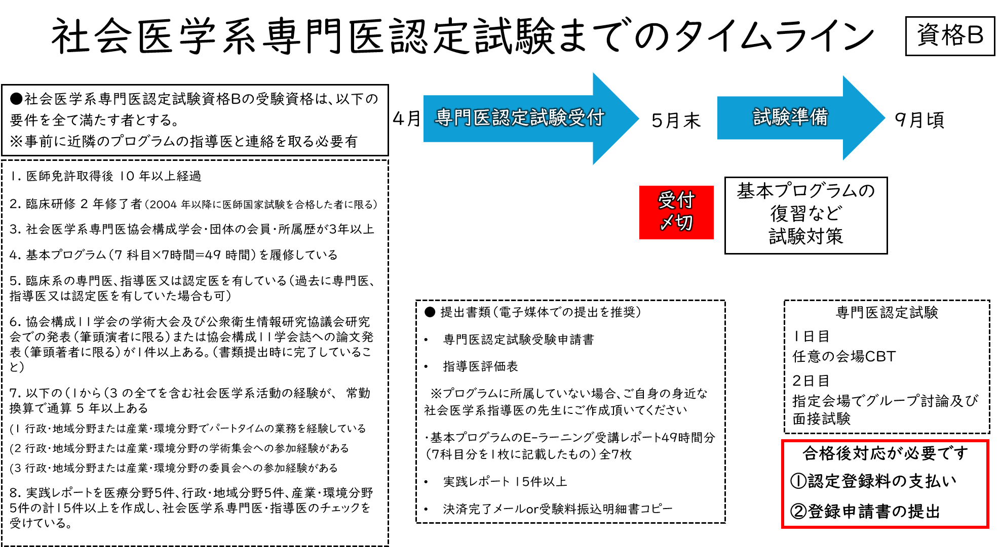 社会医学系専門医認定試験までのタイムライン
資格B
●社会医学系専門医認定試験資格Bの受験資格は、以下の
要件を全て満たす者とする。
※事前に近隣のプログラムの指導医と連絡を取る必要有
1. 医師免許取得後 10 年以上経過
2. 臨床研修 2 年修了者（2004 年以降に医師国家試験を合格した者に限る）
3. 社会医学系専門医協会構成学会・団体の会員・所属歴が3年以上
4. 基本プログラム（7 科目×7時間=49 時間）を履修している
5. 臨床系の専門医、指導医又は認定医を有している（過去に専門医、
指導医又は認定医を有していた場合も可）
6. 協会構成11学会の学術大会及び公衆衛生情報研究協議会研究
会での発表（筆頭演者に限る）または協会構成11学会誌への論文発
表（筆頭著者に限る）が1件以上ある。（書類提出時に完了しているこ
と）
7. 以下の（1から（3 の全てを含む社会医学系活動の経験が、 常勤
換算で通算 5 年以上ある
(1 行政・地域分野または産業・環境分野でパートタイムの業務を経験している
(2 行政・地域分野または産業・環境分野の学術集会への参加経験がある
(3 行政・地域分野または産業・環境分野の委員会への参加経験がある
8. 実践レポートを医療分野5件、行政・地域分野5件、産業・環境分野
5件の計15件以上を作成し、社会医学系専門医・指導医のチェックを
受けている。
4月
専門医認定試験受付
5月末
試験準備
9月頃
受付
〆切
基本プログラムの
復習など
試験対策
● 提出書類（電子媒体での提出を推奨）
• 専門医認定試験受験申請書
• 指導医評価表
※プログラムに所属していない場合、ご自身の身近な
社会医学系指導医の先生にご作成頂いてください
・基本プログラムのE-ラーニング受講レポート49時間分
（7科目分を1枚に記載したもの）全7枚
• 実践レポート 15件以上
• 決済完了メールor受験料振込明細書コピー
専門医認定試験
1日目
任意の会場CBT
2日目
指定会場でグループ討論及び
面接試験
合格後対応が必要です
①認定登録料の支払い
②登録申請書の提出